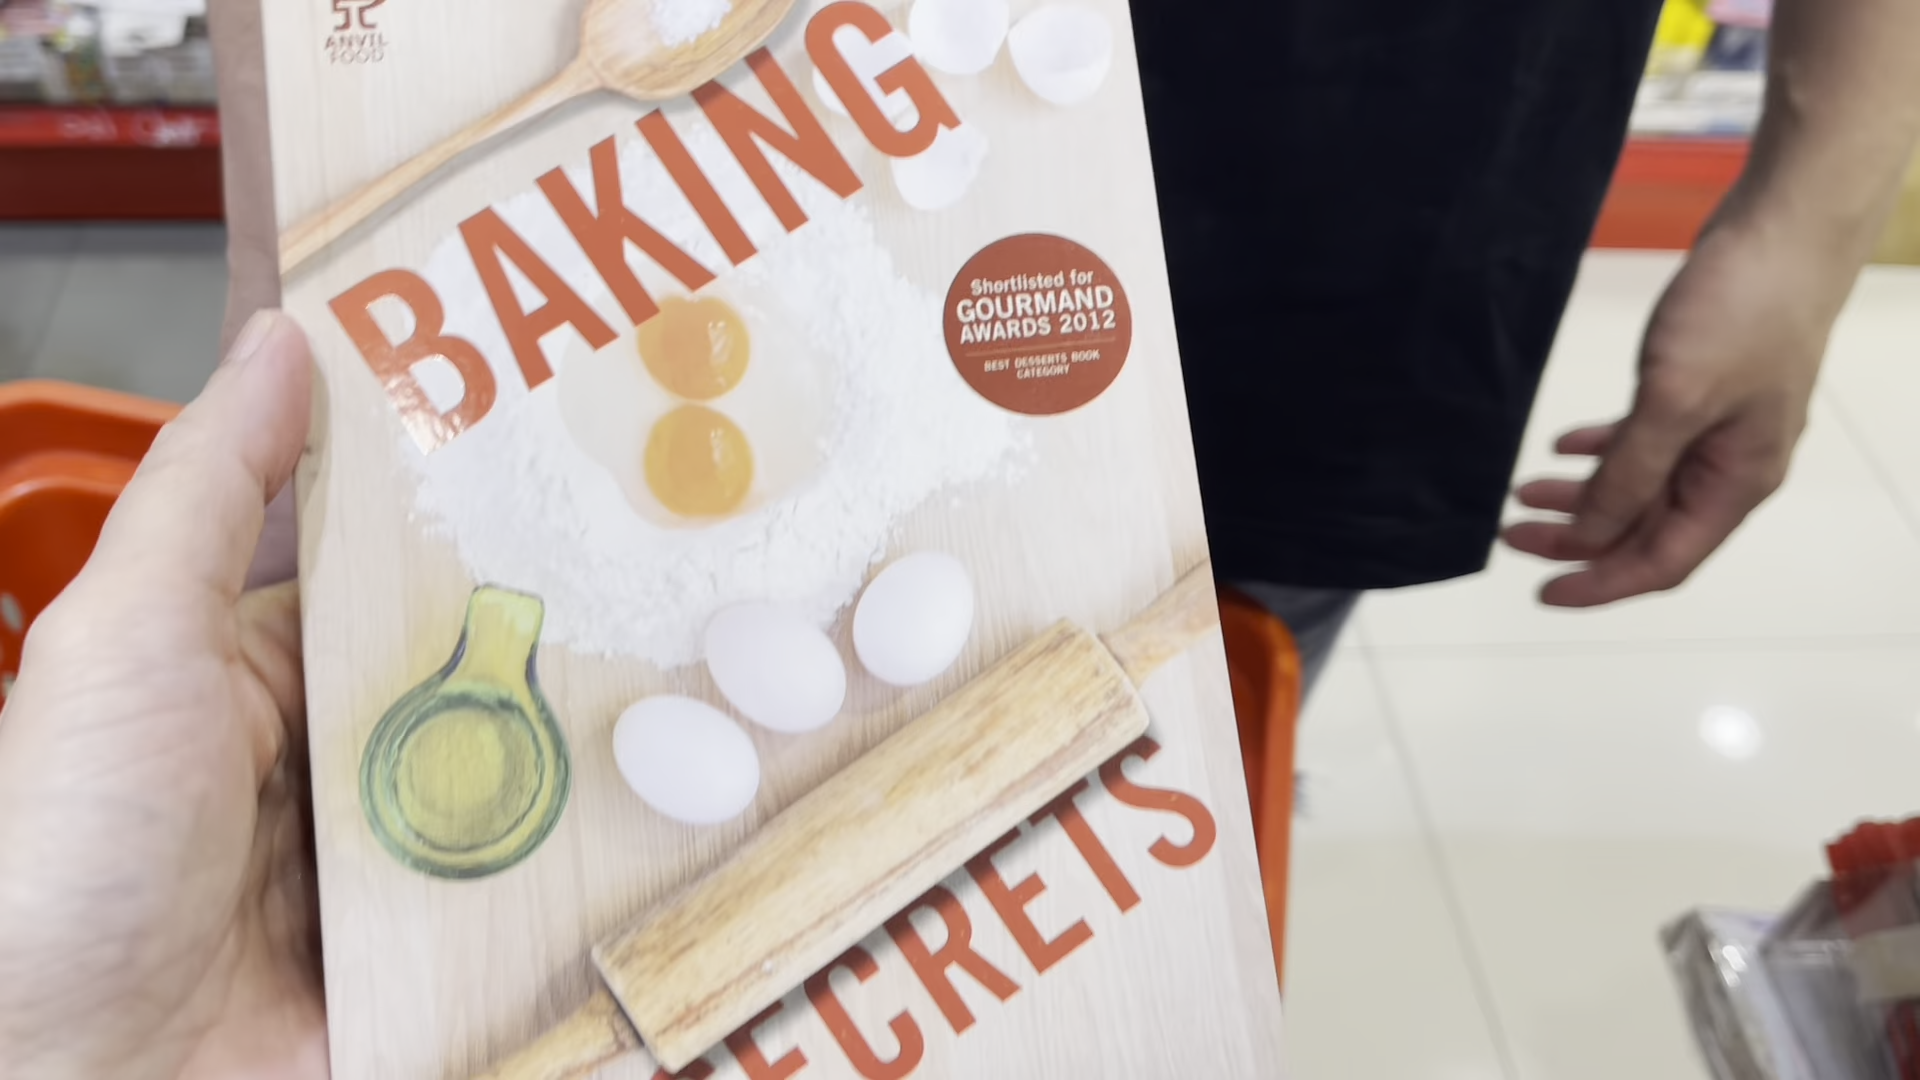 ANVIL
FOOD
BAKING
Shortlisted for
GOURMAND
AWARDS 2012
BEST DESSERTS BOOK
CATEGORY
SECRETS